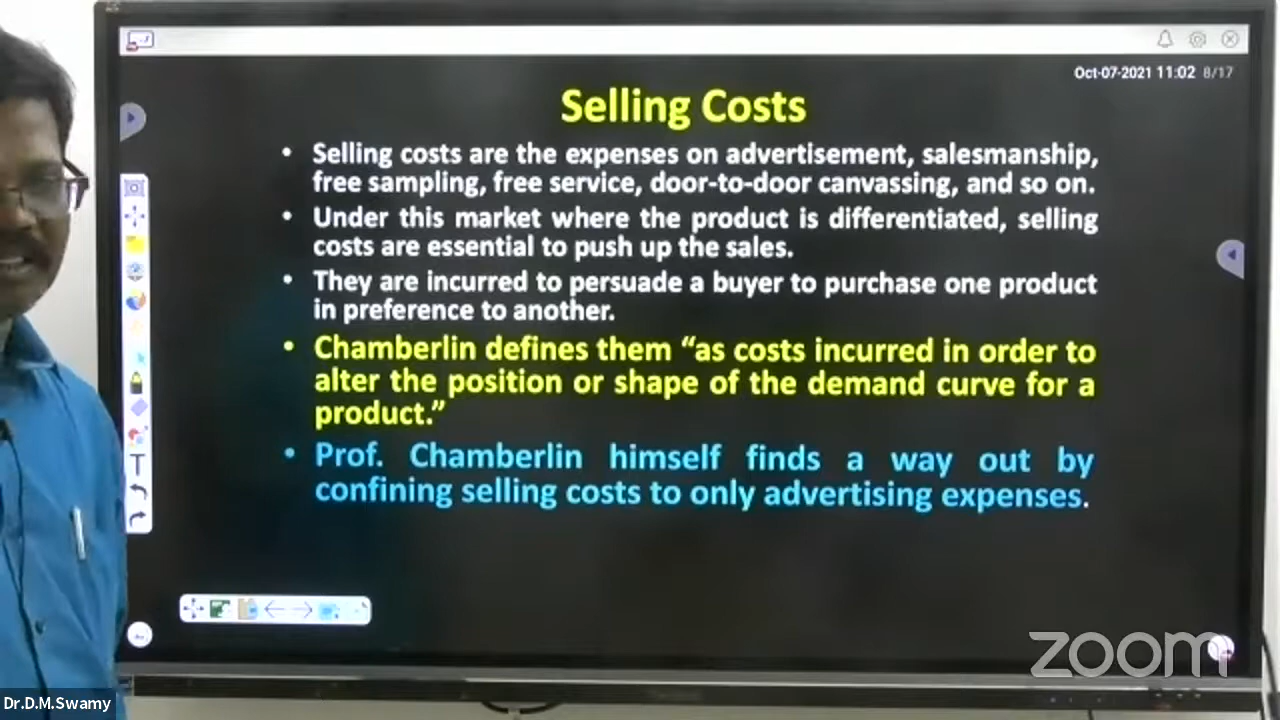 Oct-07-2021 11:02 8/17
Selling Costs
• Selling costs are the expenses on advertisement, salesmanship,
free sampling, free service, door-to-door canvassing, and so on.
• Under this market where the product is differentiated, selling
costs are essential to push up the sales.
• They are incurred to persuade a buyer to purchase one product
in preference to another.
• Chamberlin defines them “as costs incurred in order to
alter the position or shape of the demand curve for a
product.”
• Prof. Chamberlin himself finds a way out by
confining selling costs to only advertising expenses.
T
zoom
Dr.D.M.Swamy